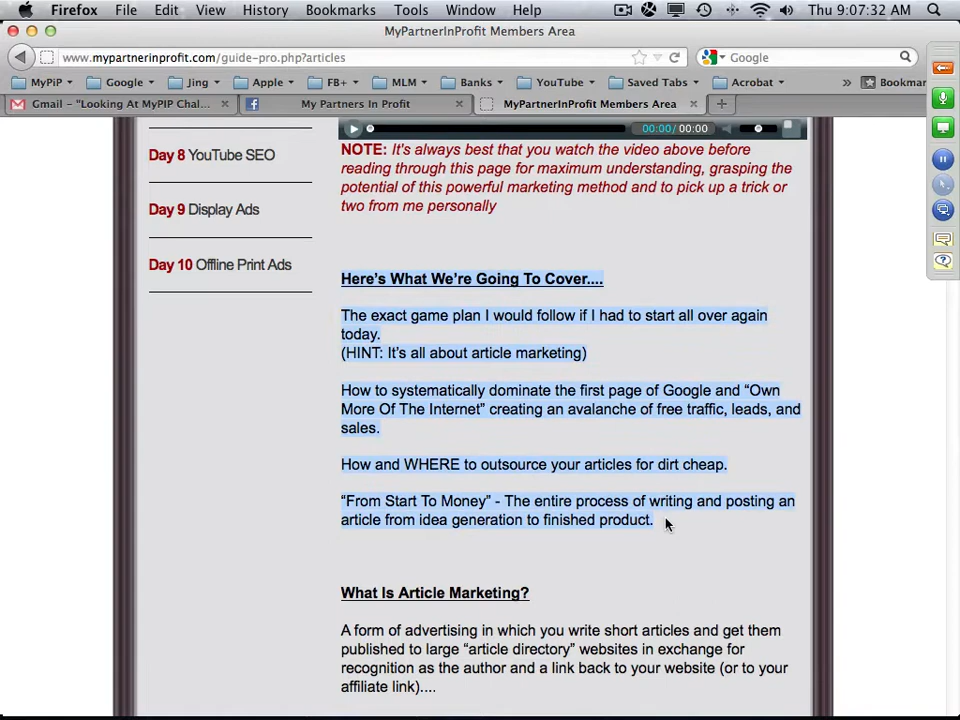 Firefox File Edit View History Bookmarks Tools Window Help Thu 9:07:32 AM
MyPartnerInProfit Members Area
www.mypartnerinprofit.com/guide-pro.php?articles Google
MyPiP Google Jing Apple FB+ MLM Banks YouTube Saved Tabs Acrobat » Bookmar
Gmail – "Looking At MyPIP Chal... My Partners In Profit MyPartnerInProfit Members Area
00:00/ 00:00
Day 8 YouTube SEO
Day 9 Display Ads
Day 10 Offline Print Ads
NOTE: It's always best that you watch the video above before
reading through this page for maximum understanding, grasping the
potential of this powerful marketing method and to pick up a trick or
two from me personally
Here's What We're Going To Cover....
The exact game plan I would follow if I had to start all over again
today.
(HINT: It's all about article marketing)
How to systematically dominate the first page of Google and “Own
More Of The Internet” creating an avalanche of free traffic, leads, and
sales.
How and WHERE to outsource your articles for dirt cheap.
“From Start To Money” - The entire process of writing and posting an
article from idea generation to finished product.
What Is Article Marketing?
A form of advertising in which you write short articles and get them
published to large “article directory” websites in exchange for
recognition as the author and a link back to your website (or to your
affiliate link)....